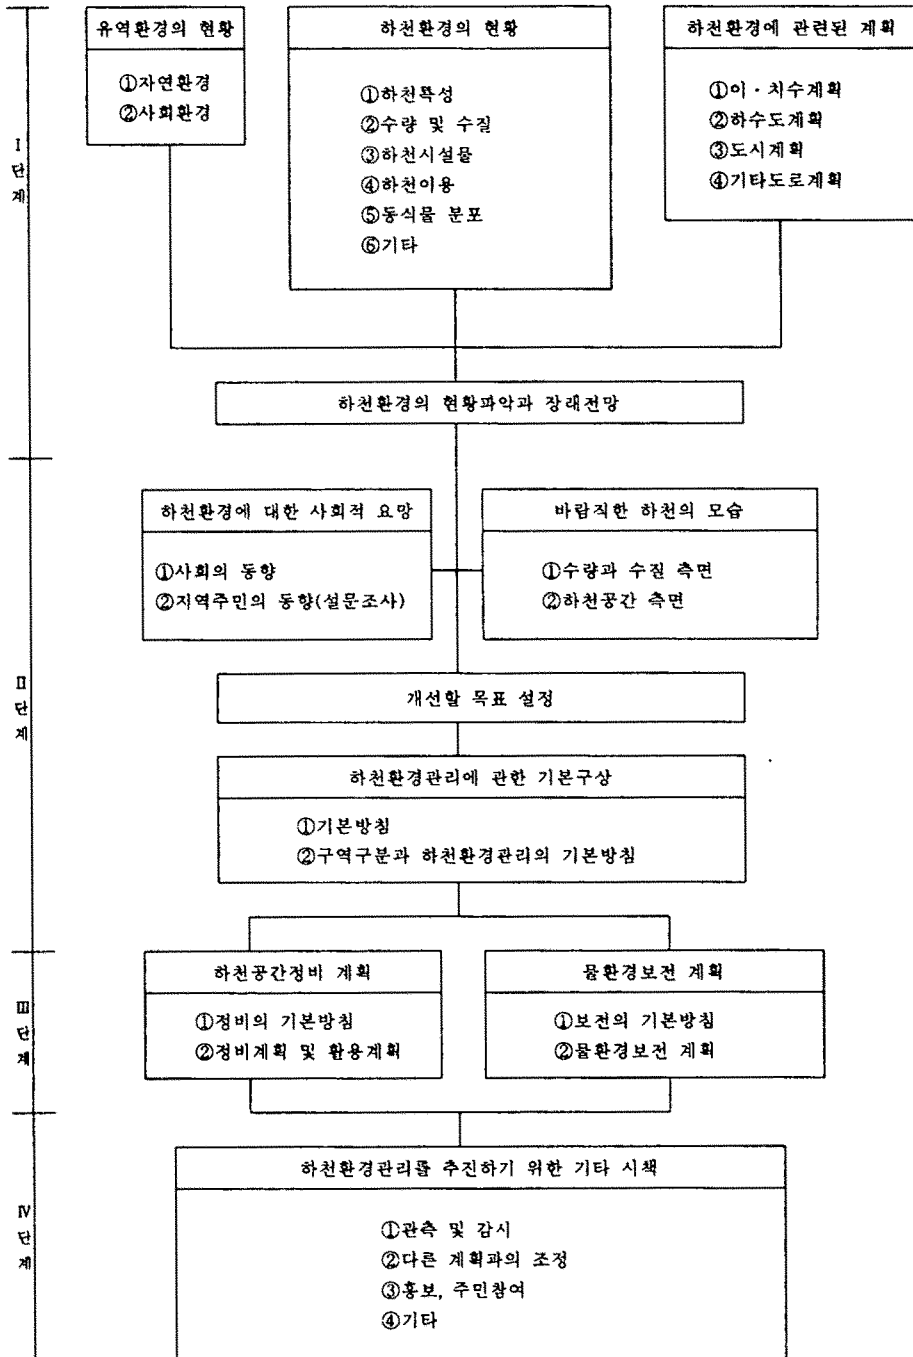 I
단
계
유역환경의 현황
①자연환경
②사회환경
하천환경의 현황
①하천특성
②수량 및 수질
③하천시설물
④하천이용
⑤동식물 분포
⑥기타
하천환경에 관련된 계획
①이·치수계획
②하수도계획
③도시계획
④기타도로계획
하천환경의 현황파악과 장래전망
II
단
계
하천환경에 대한 사회적 요망
①사회의 동향
②지역주민의 동향(설문조사)
바람직한 하천의 모습
①수량과 수질 측면
②하천공간 측면
개선할 목표 설정
하천환경관리에 관한 기본구상
①기본방침
②구역구분과 하천환경관리의 기본방침
III
단
계
하천공간정비 계획
①정비의 기본방침
②정비계획 및 활용계획
물환경보전 계획
①보전의 기본방침
②물환경보전 계획
IV
단
계
하천환경관리를 추진하기 위한 기타 시책
①관측 및 감시
②다른 계획과의 조정
③홍보, 주민참여
④기타